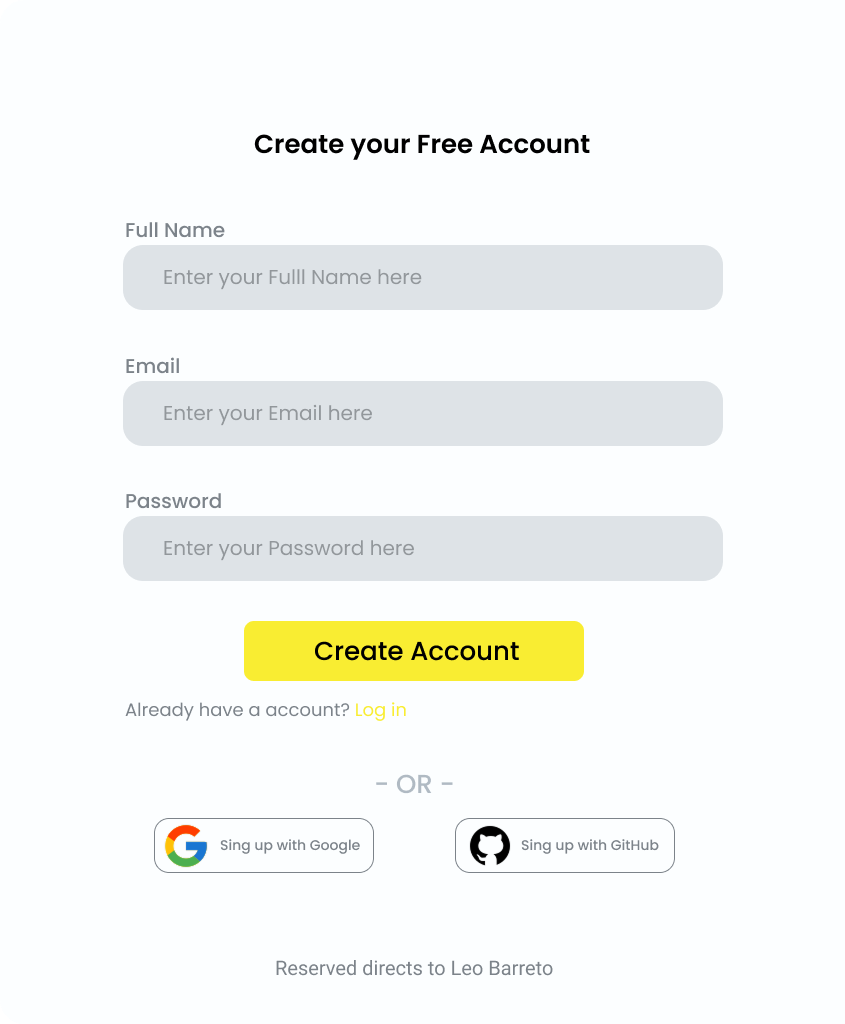 Create your Free Account
Full Name
Enter your Fulll Name here
Email
Enter your Email here
Password
Enter your Password here
Create Account
Already have a account? Log in
- OR -
Sing up with Google
Sing up with GitHub
Reserved directs to Leo Barreto